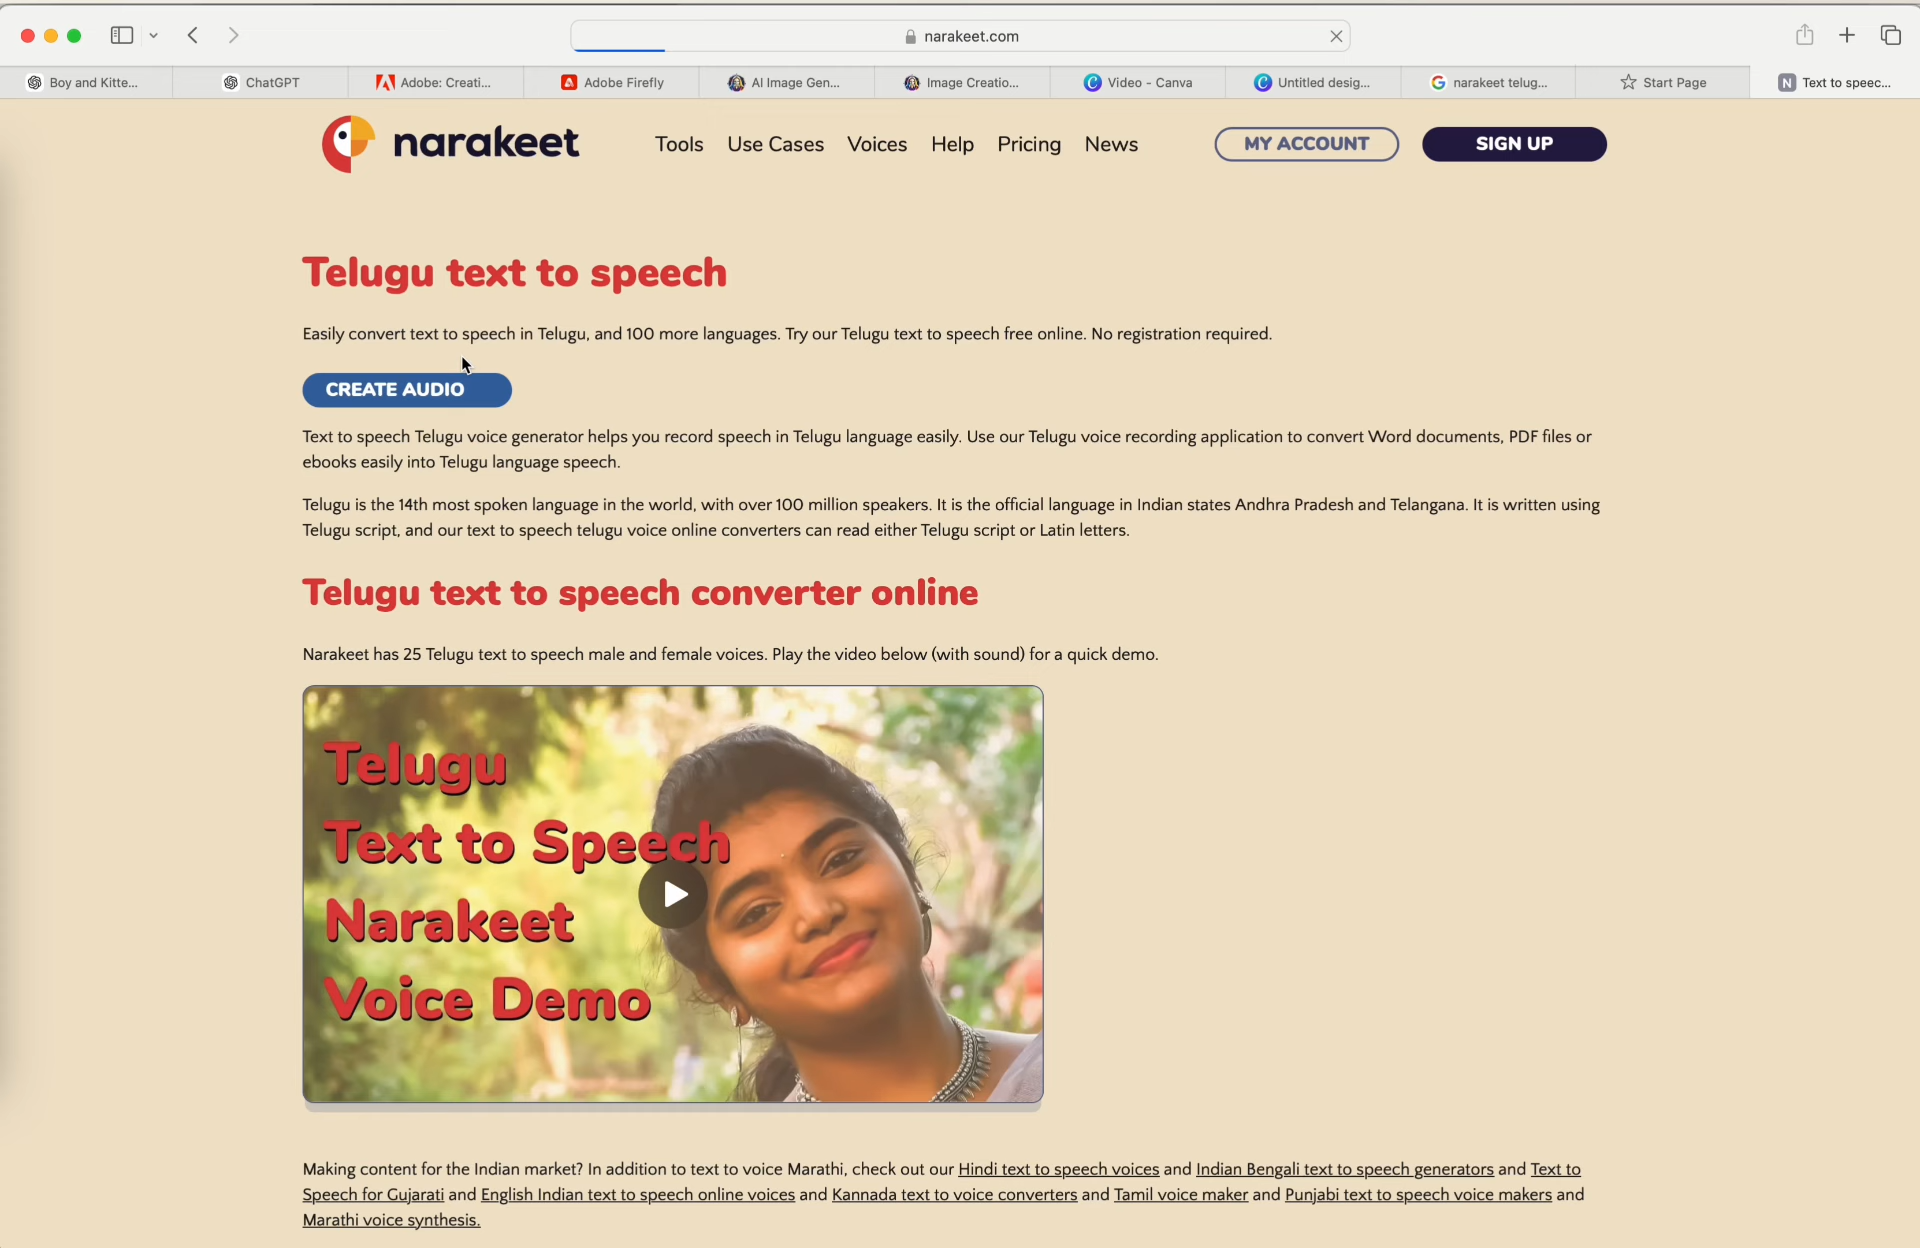 narakeet.com
Boy and Kitte...
ChatGPT
Adobe: Creati...
Adobe Firefly
AI Image Gen...
Image Creatio...
Video - Canva
Untitled desig...
narakeet telug...
Start Page
Text to speec...
narakeet
Tools
Use Cases
Voices
Help
Pricing
News
MY ACCOUNT
SIGN UP
Telugu text to speech
Easily convert text to speech in Telugu, and 100 more languages. Try our Telugu text to speech free online. No registration required.
CREATE AUDIO
Text to speech Telugu voice generator helps you record speech in Telugu language easily. Use our Telugu voice recording application to convert Word documents, PDF files or
ebooks easily into Telugu language speech.
Telugu is the 14th most spoken language in the world, with over 100 million speakers. It is the official language in Indian states Andhra Pradesh and Telangana. It is written using
Telugu script, and our text to speech telugu voice online converters can read either Telugu script or Latin letters.
Telugu text to speech converter online
Narakeet has 25 Telugu text to speech male and female voices. Play the video below (with sound) for a quick demo.
Telugu
Text to Speech
Narakeet
Voice Demo
Making content for the Indian market? In addition to text to voice Marathi, check out our Hindi text to speech voices and Indian Bengali text to speech generators and Text to
Speech for Gujarati and English Indian text to speech online voices and Kannada text to voice converters and Tamil voice maker and Punjabi text to speech voice makers and
Marathi voice synthesis.